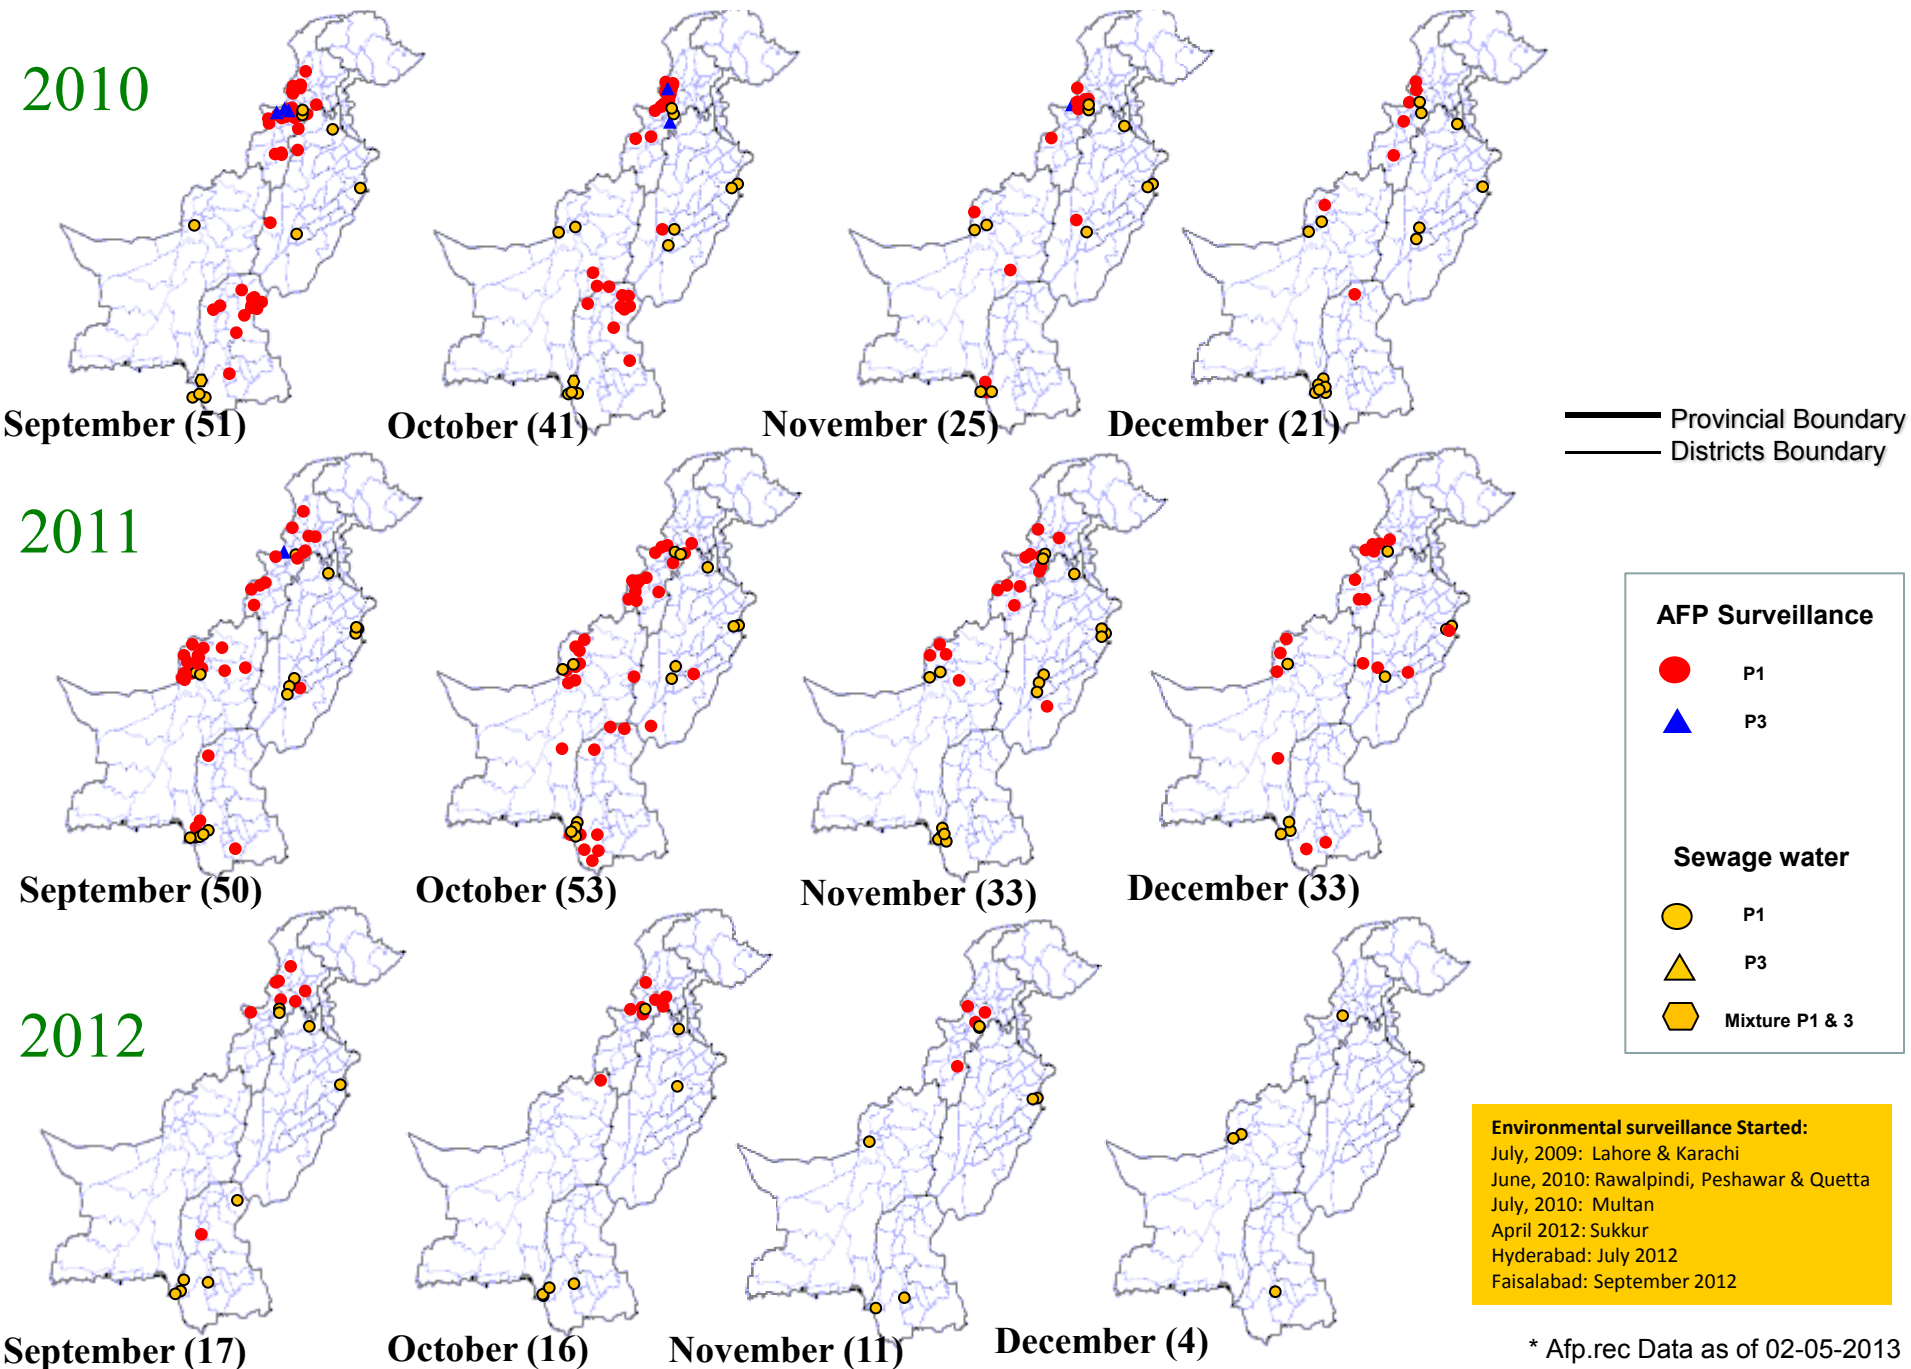 2010
September (51)
October (41)
November (25)
December (21)
Provincial Boundary
Districts Boundary
2011
September (50)
October (53)
November (33)
December (33)
AFP Surveillance
P1
P3
Sewage water
P1
P3
Mixture P1 & 3
2012
September (17)
October (16)
November (11)
December (4)
Environmental surveillance Started:
July, 2009: Lahore & Karachi
June, 2010: Rawalpindi, Peshawar & Quetta
July, 2010: Multan
April 2012: Sukkur
Hyderabad: July 2012
Faisalabad: September 2012
* Afp.rec Data as of 02-05-2013